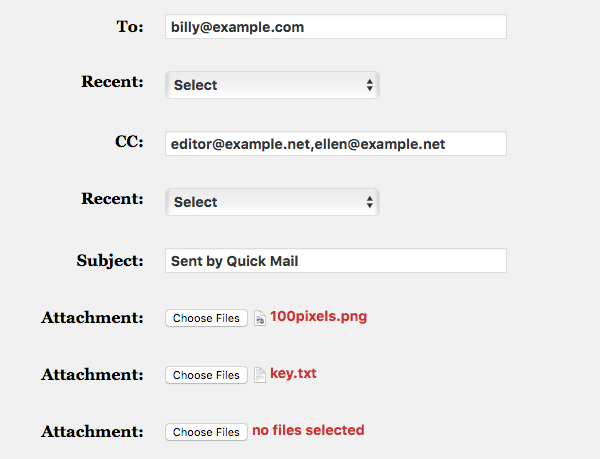 To: billy@example.com
Recent: Select
CC: editor@example.net,ellen@example.net
Recent: Select
Subject: Sent by Quick Mail
Attachment: Choose Files 100pixels.png
Attachment: Choose Files key.txt
Attachment: Choose Files no files selected